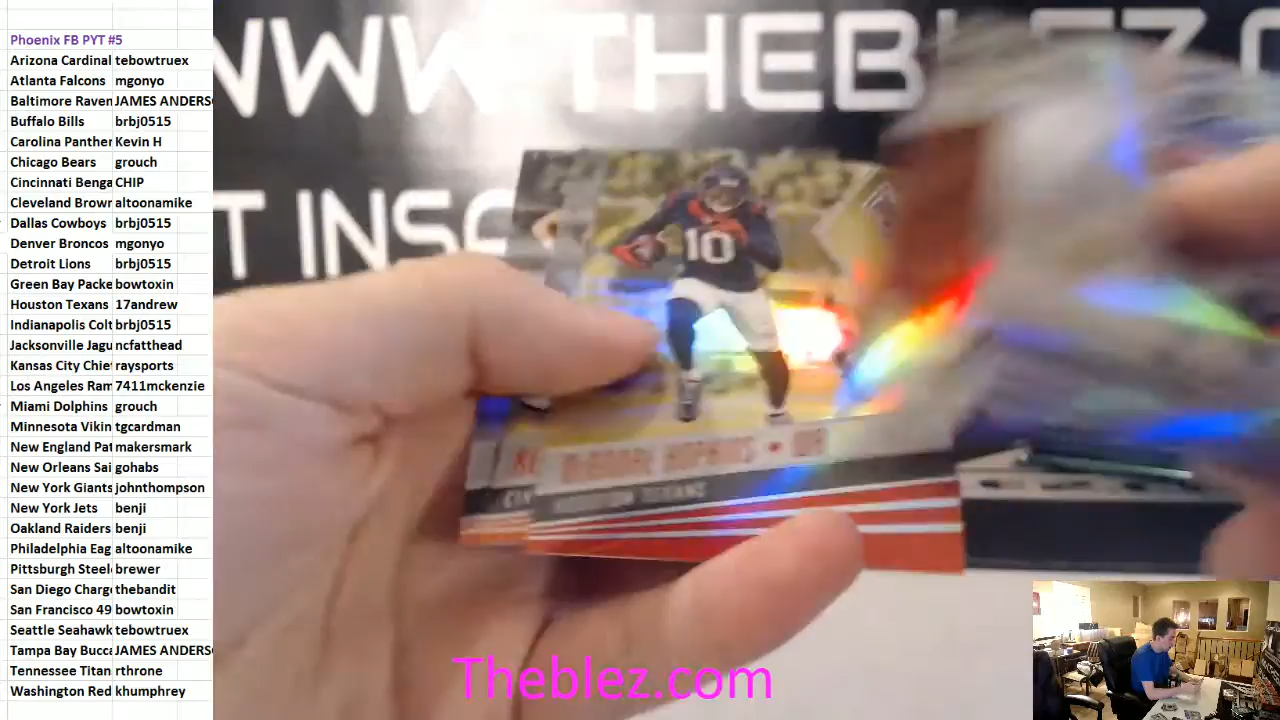 Phoenix FB PYT #5
Arizona Cardinal tebowtruex
Atlanta Falcons mgonyo
Baltimore Raven JAMES ANDERS
Buffalo Bills brbj0515
Carolina Panther Kevin H
Chicago Bears grouch
Cincinnati Benga CHIP
Cleveland Brown altoonamike
Dallas Cowboys brbj0515
Denver Broncos mgonyo
Detroit Lions brbj0515
Green Bay Packe bowtoxin
Houston Texans 17andrew
Indianapolis Colt brbj0515
Jacksonville Jagu ncfatthead
Kansas City Chie raysports
Los Angeles Ram 7411mckenzie
Miami Dolphins grouch
Minnesota Vikin tgcardman
New England Pat makersmark
New Orleans Sai gohabs
New York Giants johnthompson
New York Jets benji
Oakland Raiders benji
Philadelphia Eag altoonamike
Pittsburgh Steel brewer
San Diego Charg thebandit
San Francisco 49 bowtoxin
Seattle Seahawk tebowtruex
Tampa Bay Bucca JAMES ANDERS
Tennessee Titan rthrone
Washington Red khumphrey
WWW.THEBLEZ.C
T INSC
10
DEANDRE HOPKINS • WR
HOUSTON TEXANS
Theblez.com